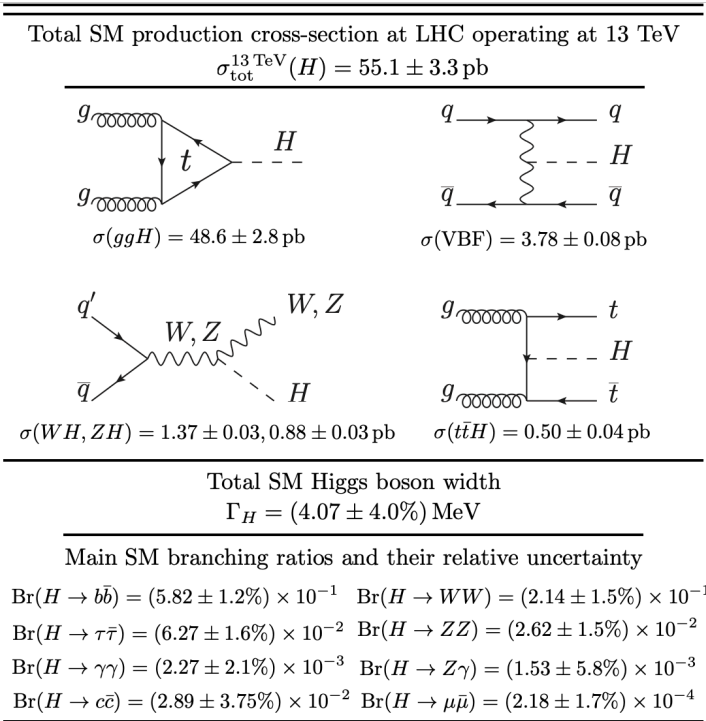 Total SM production cross-section at LHC operating at 13 TeV
σ_tot^{13 TeV}(H) = 55.1 ± 3.3 pb
g
g
t
H
σ(ggH) = 48.6 ± 2.8 pb
q
q̅
q
H
q̅
σ(VBF) = 3.78 ± 0.08 pb
q′
q̅
W, Z
W, Z
H
σ(WH, ZH) = 1.37 ± 0.03, 0.88 ± 0.03 pb
g
g
t
H
t̅
σ(tt̅H) = 0.50 ± 0.04 pb
Total SM Higgs boson width
Γ_H = (4.07 ± 4.0%) MeV
Main SM branching ratios and their relative uncertainty
Br(H → bb̅) = (5.82 ± 1.2%) × 10⁻¹ Br(H → WW) = (2.14 ± 1.5%) × 10⁻¹
Br(H → ττ̅) = (6.27 ± 1.6%) × 10⁻² Br(H → ZZ) = (2.62 ± 1.5%) × 10⁻²
Br(H → γγ) = (2.27 ± 2.1%) × 10⁻³ Br(H → Zγ) = (1.53 ± 5.8%) × 10⁻³
Br(H → cc̅) = (2.89 ± 3.75%) × 10⁻² Br(H → μμ̅) = (2.18 ± 1.7%) × 10⁻⁴